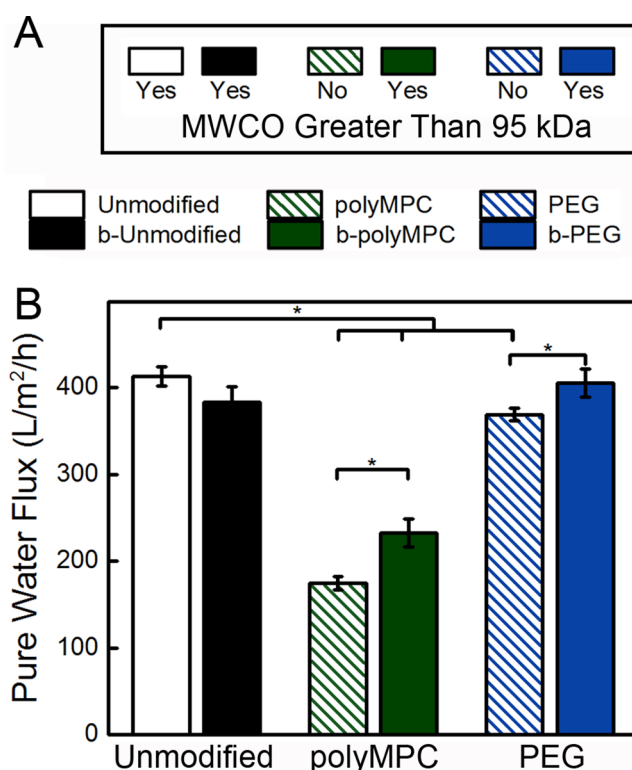 A
Yes Yes No Yes No Yes
MWCO Greater Than 95 kDa
Unmodified polyMPC PEG
b-Unmodified b-polyMPC b-PEG
B
Pure Water Flux (L/m²/h)
*
*
*
400
300
200
100
0
Unmodified polyMPC PEG